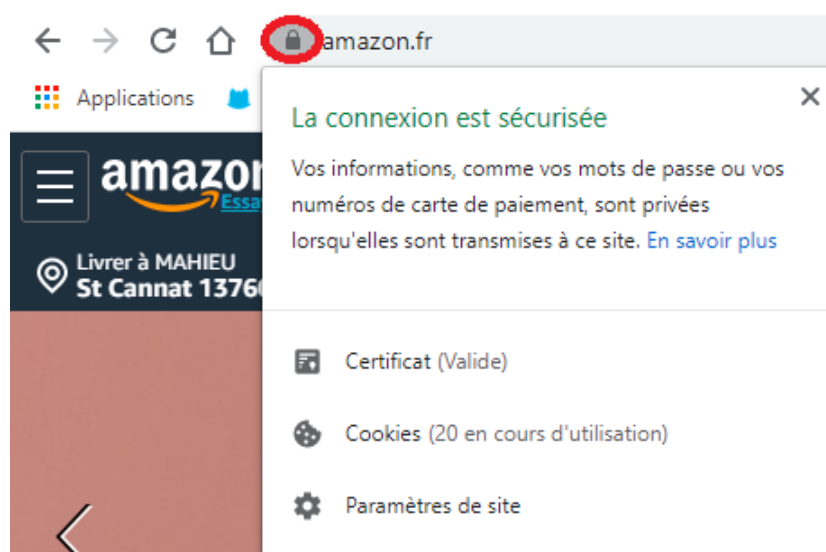 amazon.fr
Applications
La connexion est sécurisée
Vos informations, comme vos mots de passe ou vos
numéros de carte de paiement, sont privées
lorsqu'elles sont transmises à ce site. En savoir plus
amazon
Livrer à MAHIEU
St Cannat
Certificat (Valide)
Cookies (20 en cours d'utilisation)
Paramètres de site